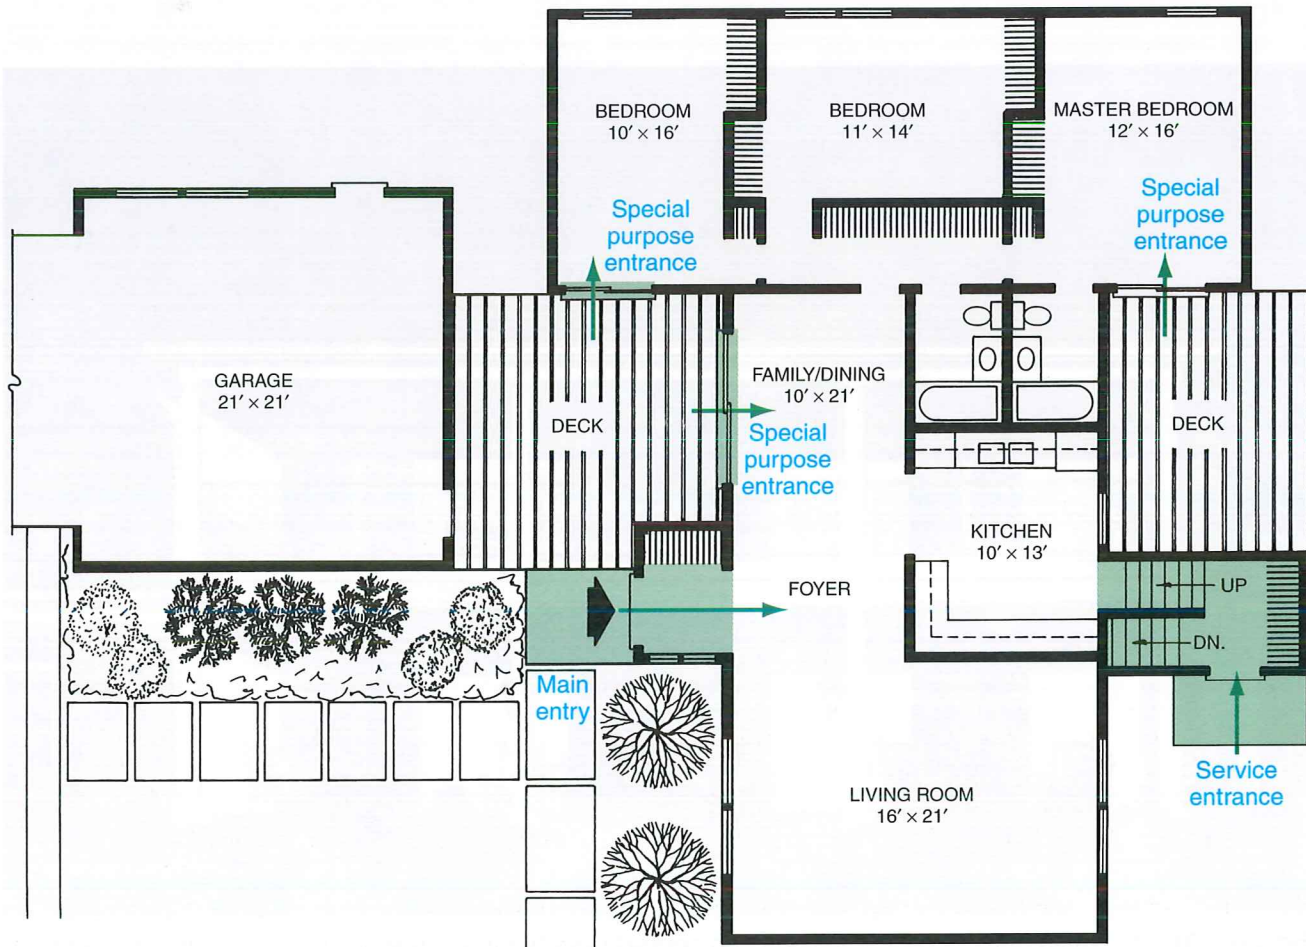 BEDROOM
10′ × 16′
BEDROOM
11′ × 14′
MASTER BEDROOM
12′ × 16′
Special
purpose
entrance
Special
purpose
entrance
GARAGE
21′ × 21′
DECK
FAMILY/DINING
10′ × 21′
Special
purpose
entrance
DECK
KITCHEN
10′ × 13′
FOYER
UP
DN.
Main
entry
Service
entrance
LIVING ROOM
16′ × 21′